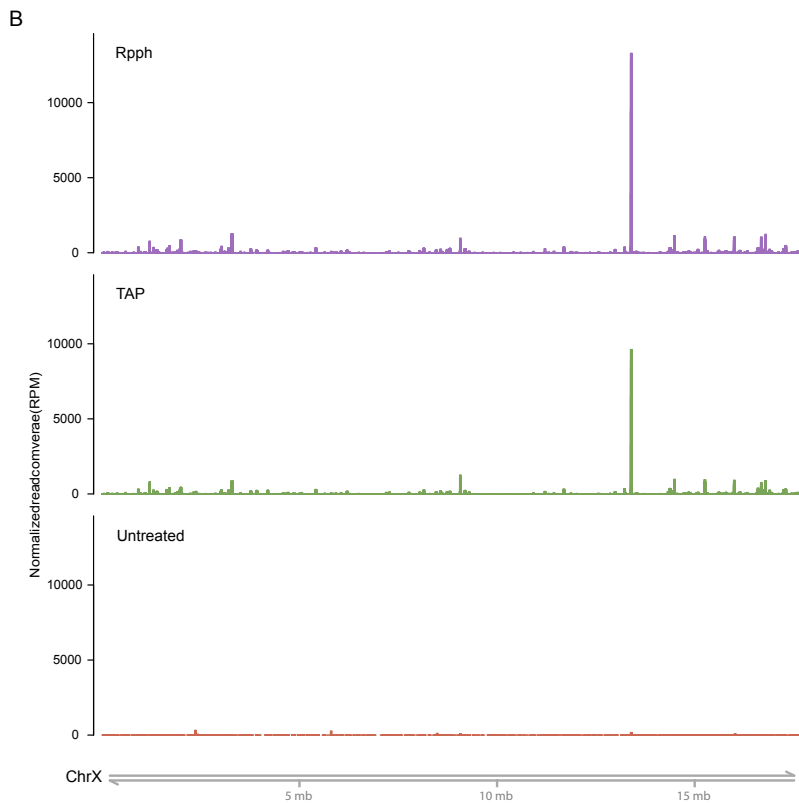 B
Rpph
10000
5000
0
TAP
10000
5000
0
Normalizedreadcomverae(RPM)
Untreated
10000
5000
0
ChrX
5 mb
10 mb
15 mb